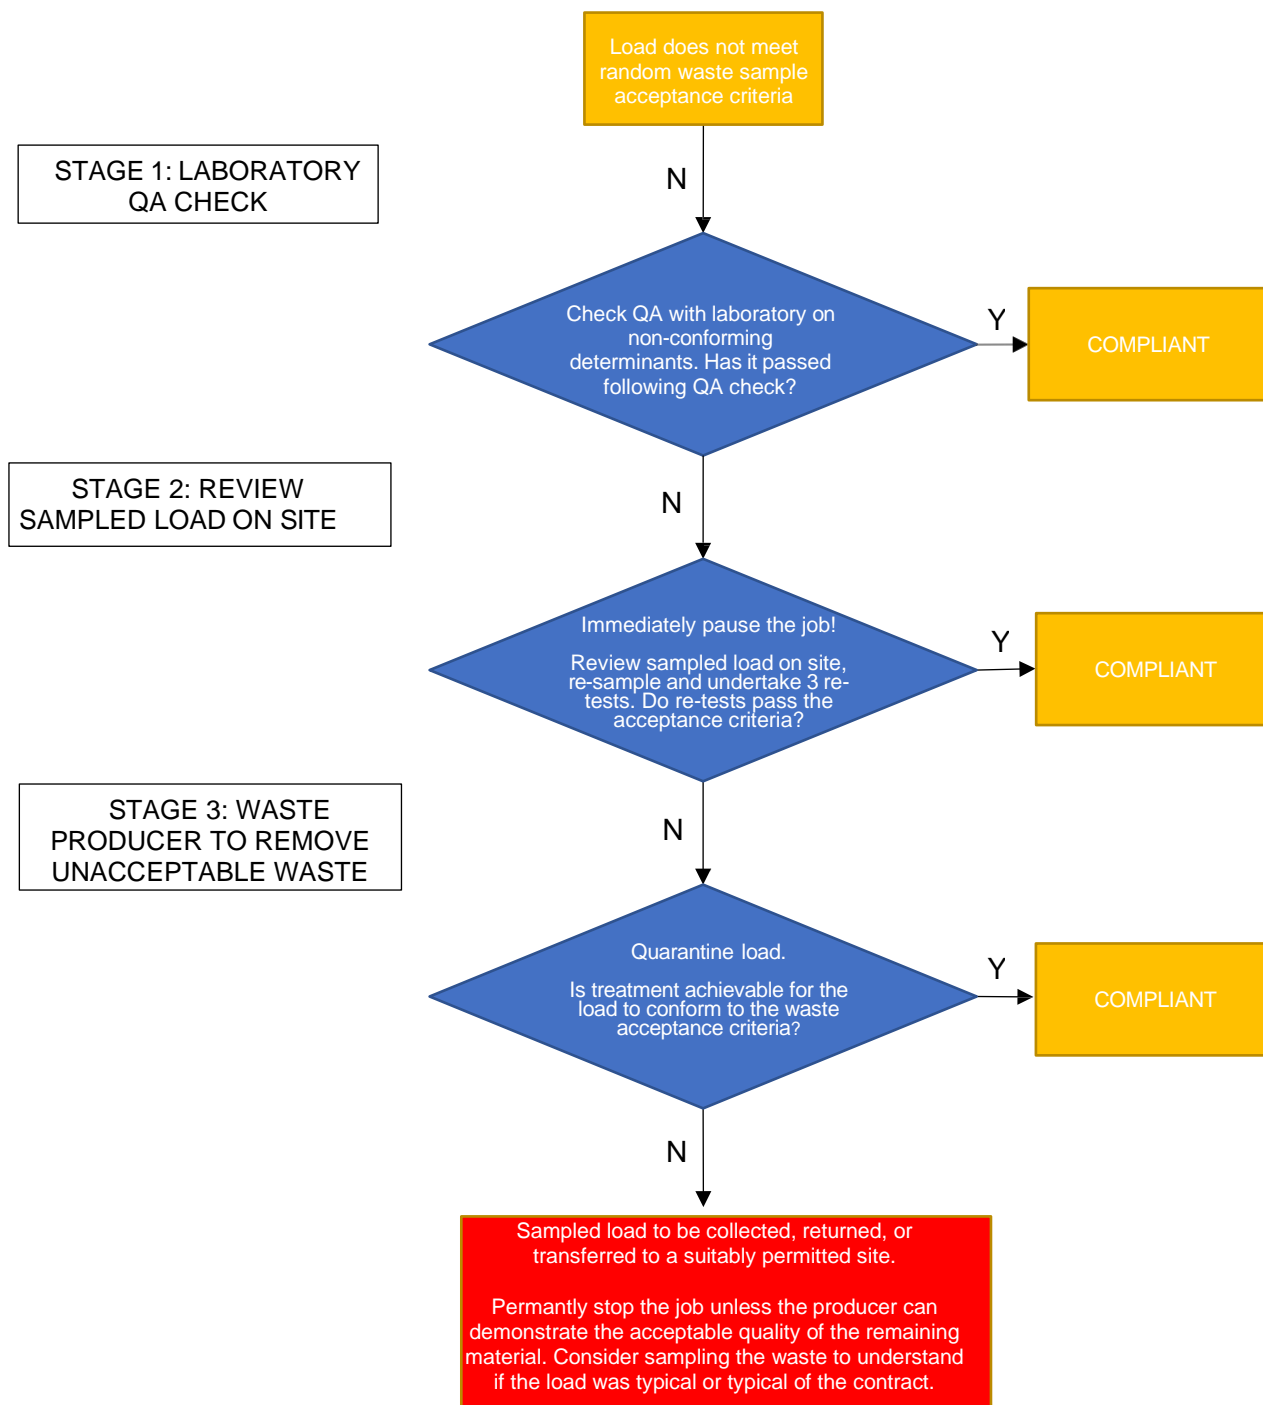 Load does not meet
random waste sample
acceptance criteria
N
STAGE 1: LABORATORY
QA CHECK
Check QA with laboratory on
non-conforming
determinants. Has it passed
following QA check?
Y
COMPLIANT
N
STAGE 2: REVIEW
SAMPLED LOAD ON SITE
Immediately pause the job!
Review sampled load on site,
re-sample and undertake 3 re-
tests. Do re-tests pass the
acceptance criteria?
Y
COMPLIANT
N
STAGE 3: WASTE
PRODUCER TO REMOVE
UNACCEPTABLE WASTE
Quarantine load.
Is treatment achievable for the
load to conform to the waste
acceptance criteria?
Y
COMPLIANT
N
Sampled load to be collected, returned, or
transferred to a suitably permitted site.
Permantly stop the job unless the producer can
demonstrate the acceptable quality of the remaining
material. Consider sampling the waste to understand
if the load was typical or typical of the contract.